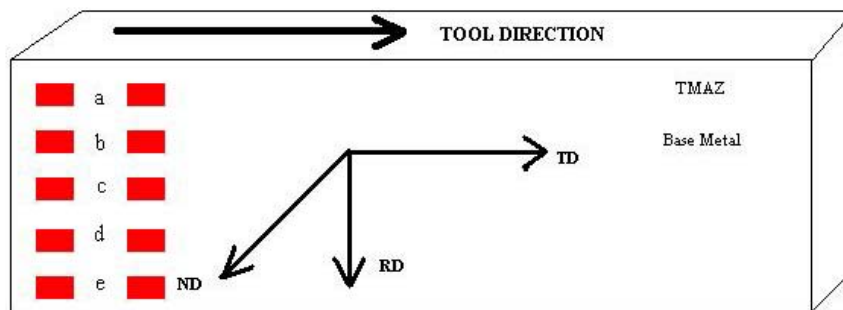 TOOL DIRECTION
a
TMAZ
b
Base Metal
TD
c
d
RD
e
ND